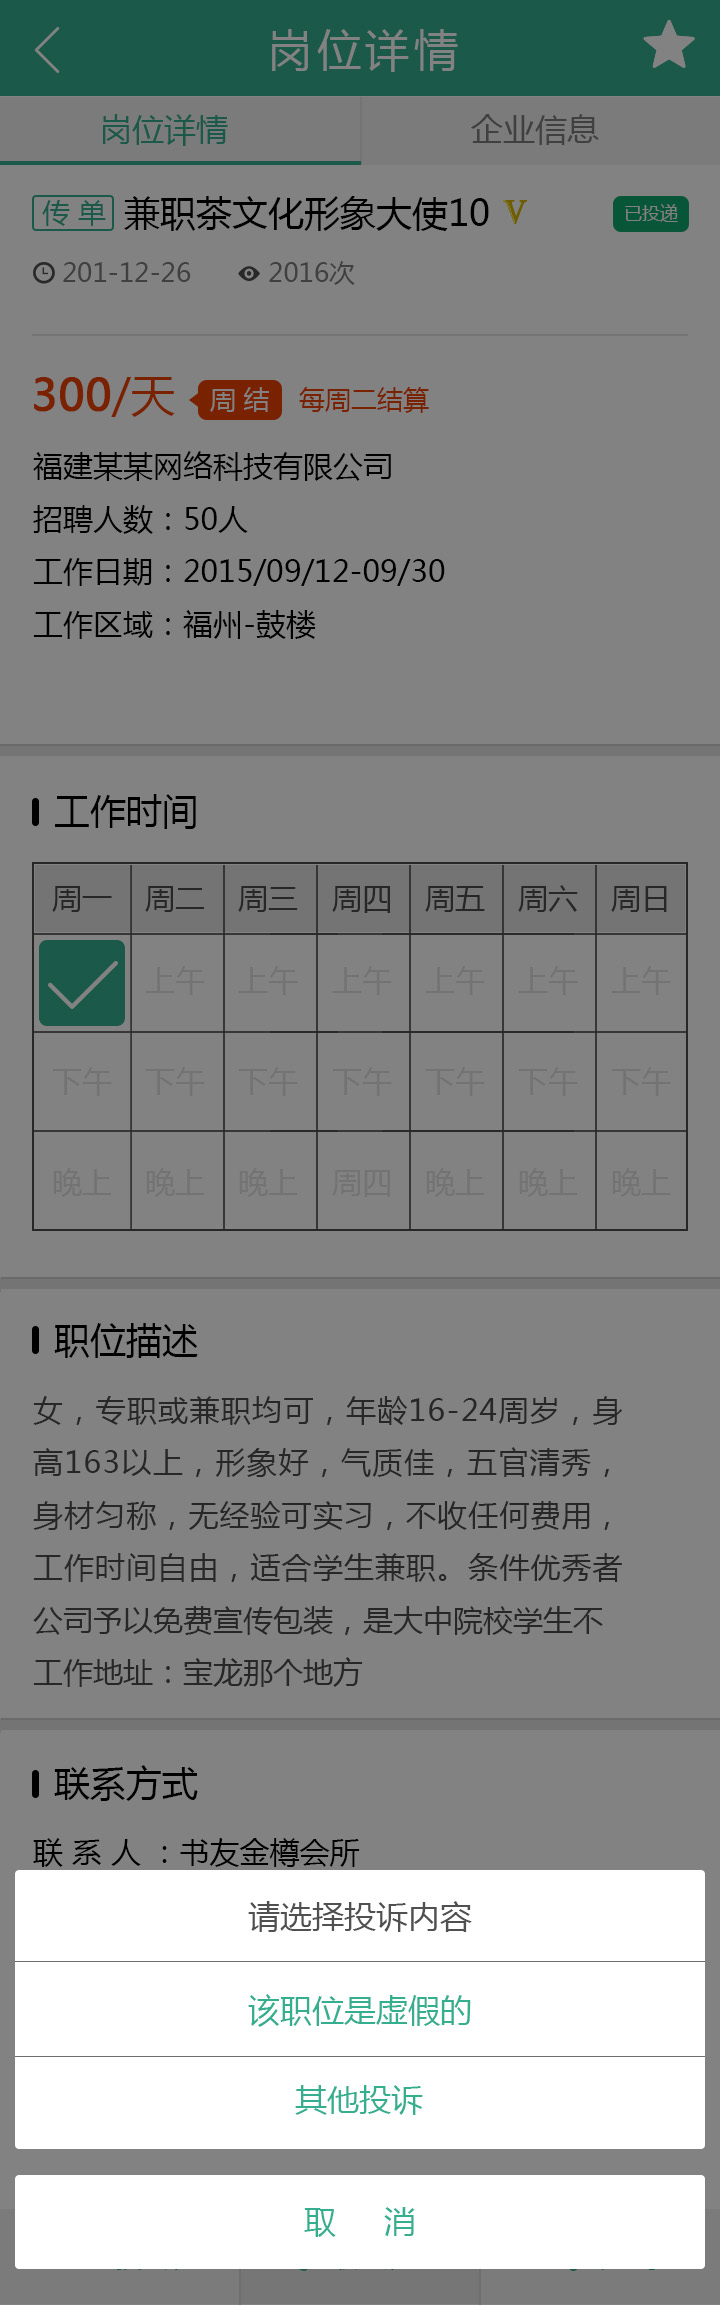 岗位详情
岗位详情 企业信息
传单 兼职茶文化形象大使10 V 已投递
201-12-26 2016次
300/天 周结 每周二结算
福建某某网络科技有限公司
招聘人数：50人
工作日期：2015/09/12-09/30
工作区域：福州-鼓楼
工作时间
周一 周二 周三 周四 周五 周六 周日
上午 上午 上午 上午 上午 上午
下午 下午 下午 下午 下午 下午 下午
晚上 晚上 晚上 周四 晚上 晚上 晚上
职位描述
女，专职或兼职均可，年龄16-24周岁，身
高163以上，形象好，气质佳，五官清秀，
身材匀称，无经验可实习，不收任何费用，
工作时间自由，适合学生兼职。条件优秀者
公司予以免费宣传包装，是大中院校学生不
工作地址：宝龙那个地方
联系方式
联 系 人 ：书友金樽会所
请选择投诉内容
该职位是虚假的
其他投诉
取 消